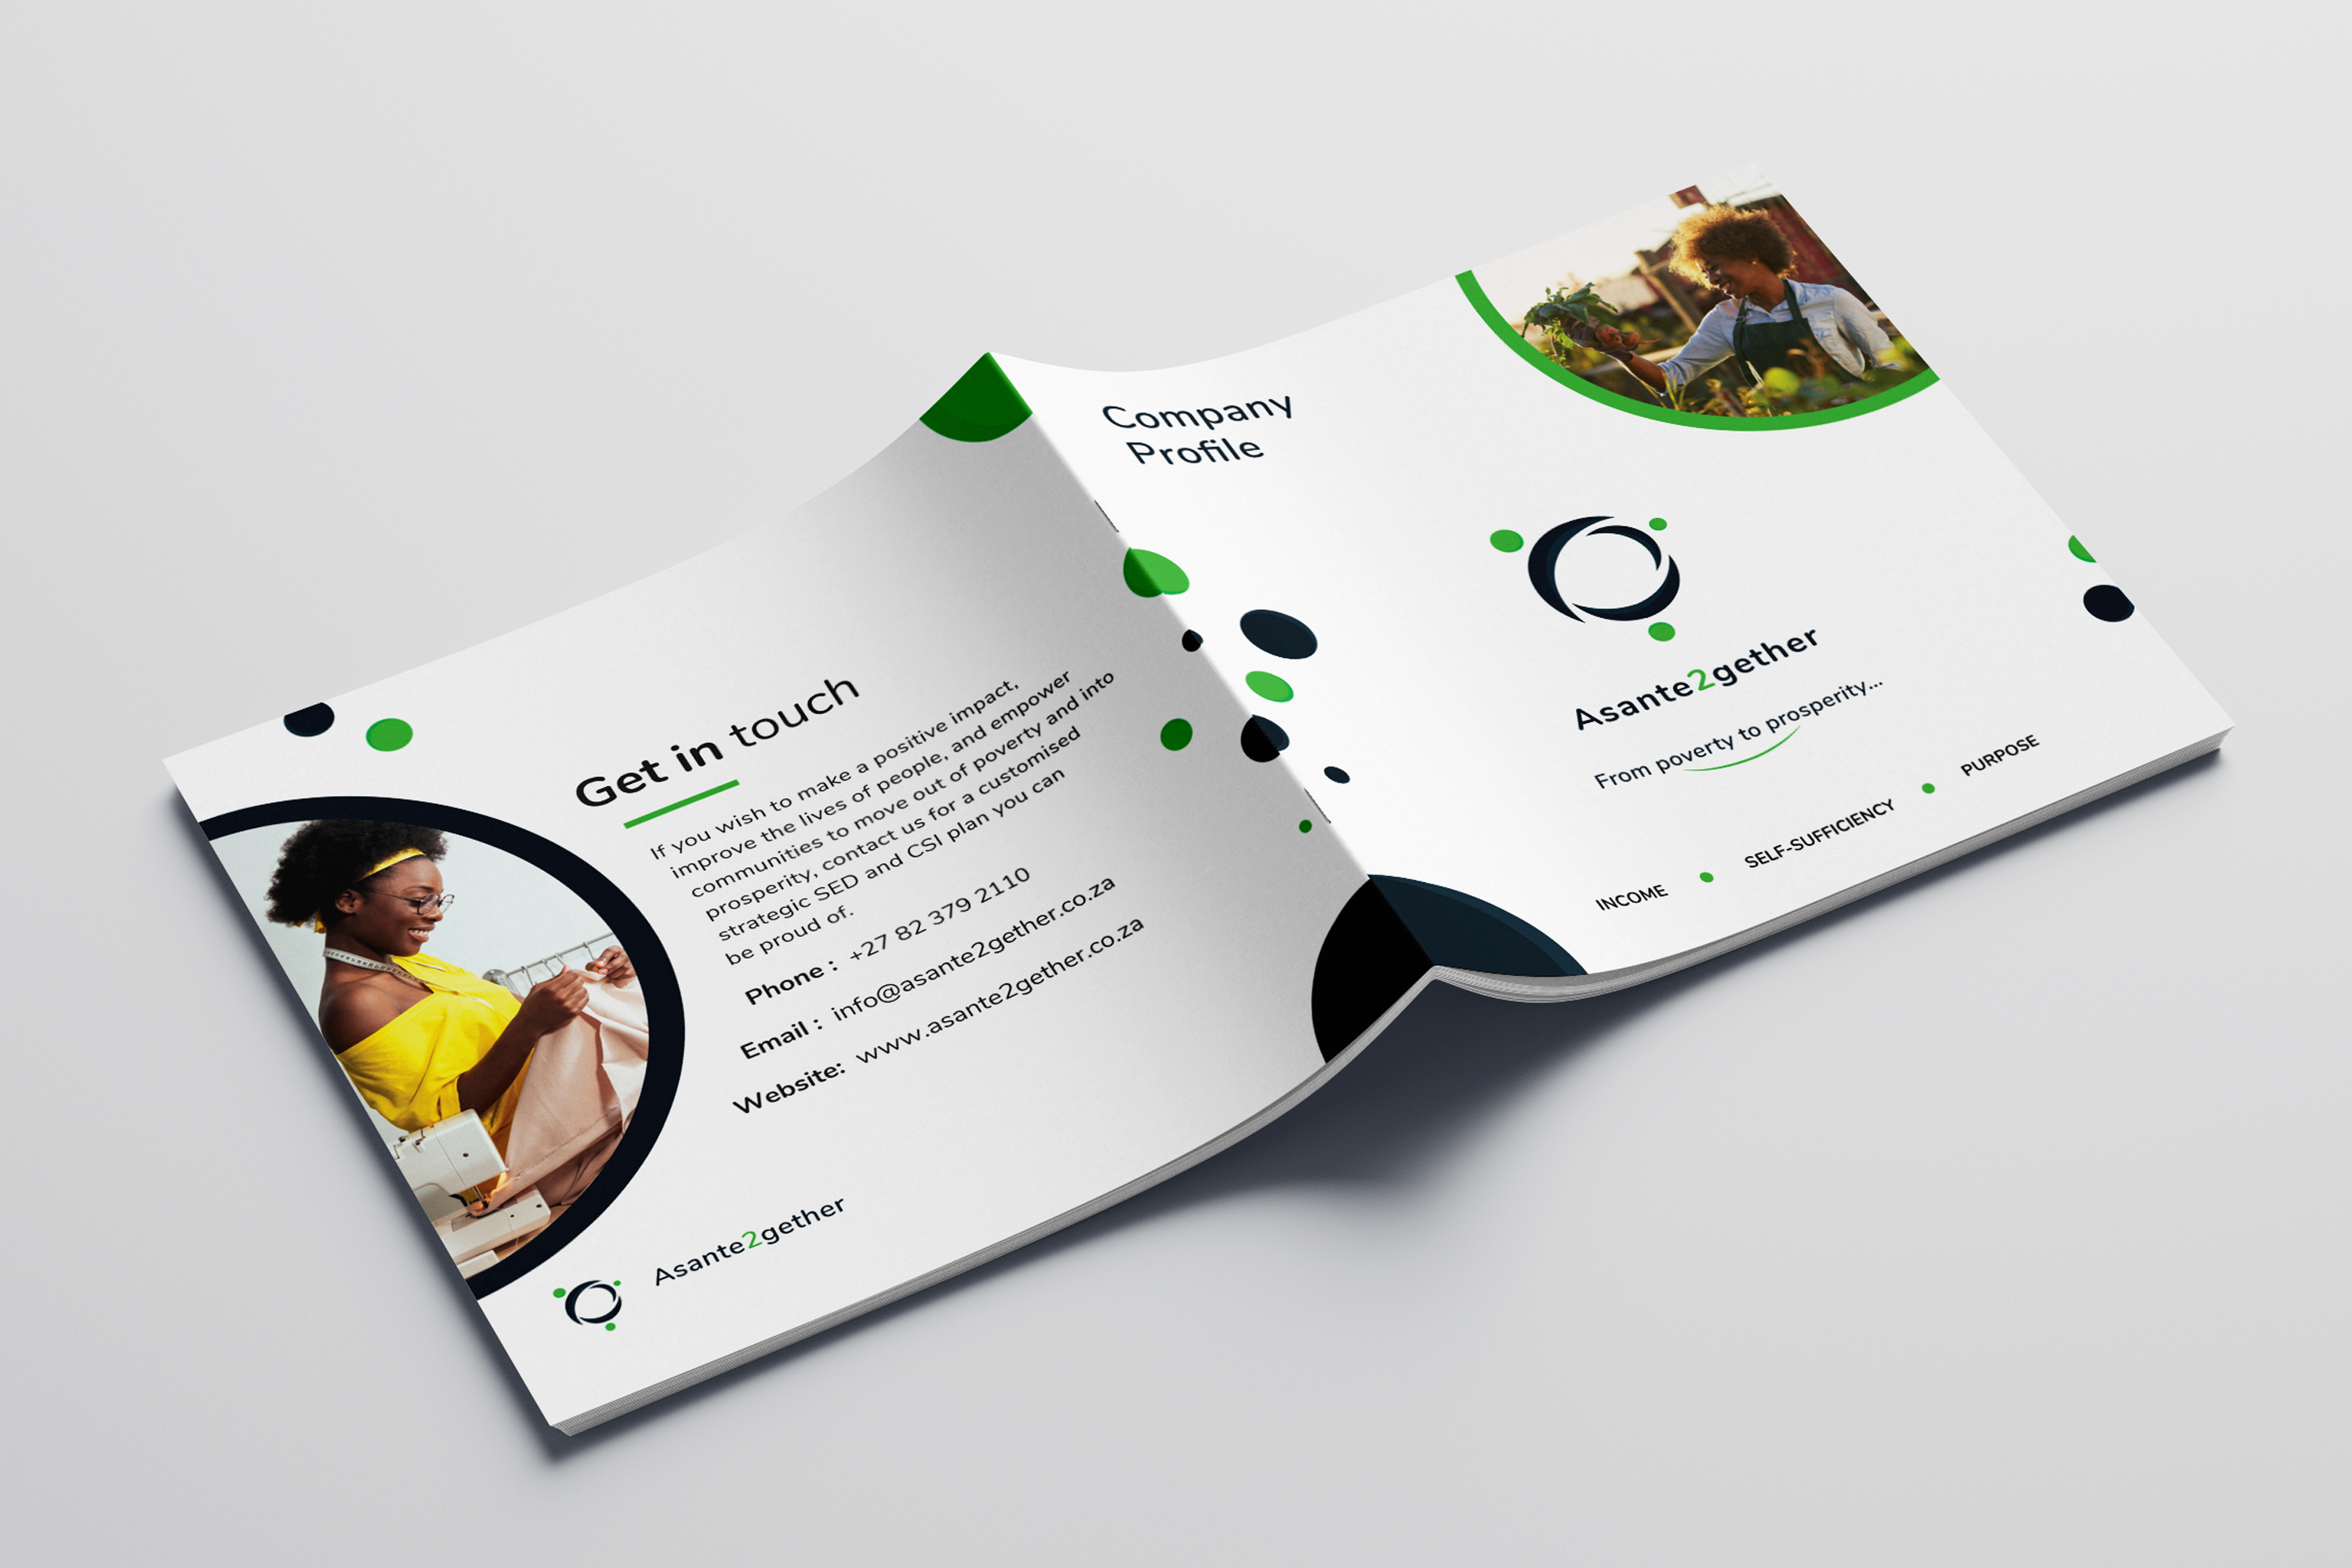 Get in touch
If you wish to make a positive impact,
improve the lives of people, and empower
communities to move out of poverty and into
prosperity, contact us for a customised
strategic SED and CSI plan you can
be proud of.
Phone : +27 82 379 2110
Email : info@asante2gether.co.za
Website: www.asante2gether.co.za
Asante2gether
Company
Profile
Asante2gether
From poverty to prosperity...
INCOME • SELF-SUFFICIENCY • PURPOSE